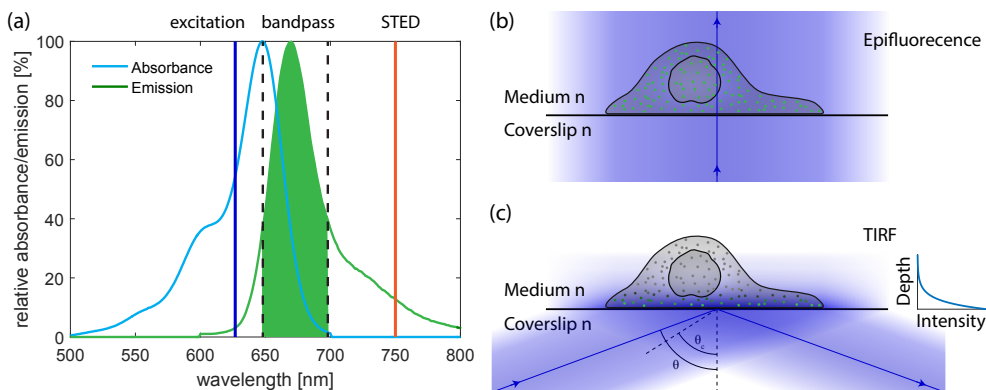 (a)
excitation bandpass STED
relative absorbance/emission [%]
100
80
60
40
20
0
Absorbance
Emission
500 600 650 700 750 800
wavelength [nm]
(b)
Epifluorecence
Medium n
Coverslip n
(c)
TIRF
Medium n
Coverslip n
θc
θ
Depth
Intensity